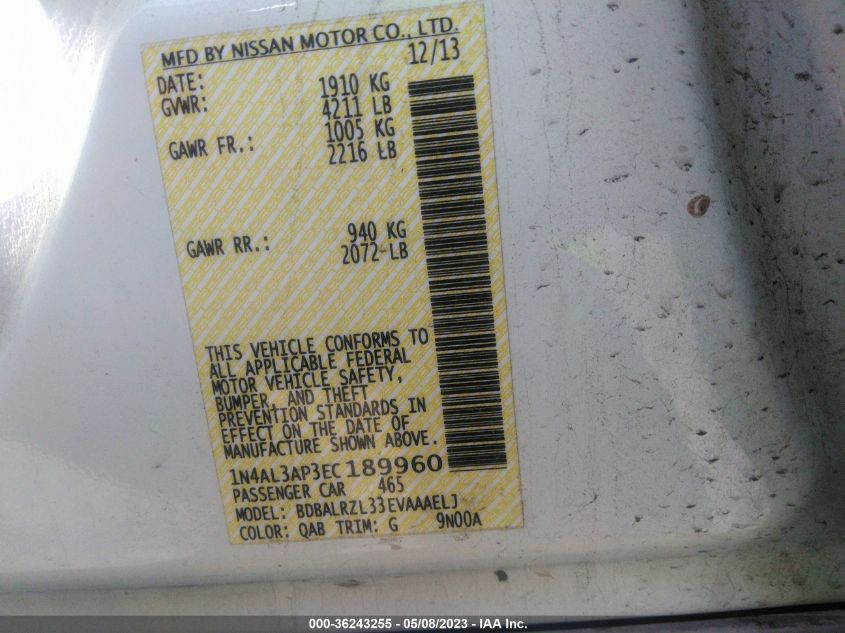 MFD BY NISSAN MOTOR CO., LTD.
DATE: 12/13
GVWR: 1910 KG
4211 LB
GAWR FR.: 1005 KG
2216 LB
GAWR RR.: 940 KG
2072 LB
THIS VEHICLE CONFORMS TO
ALL APPLICABLE FEDERAL
MOTOR VEHICLE SAFETY,
BUMPER, AND THEFT
PREVENTION STANDARDS IN
EFFECT ON THE DATE OF
MANUFACTURE SHOWN ABOVE.
1N4AL3AP3EC189960
PASSENGER CAR 465
MODEL: BDBALRZL33EVAAAELJ
COLOR: QAB TRIM: G 9N00A
000-36243255 - 05/08/2023 - IAA Inc.